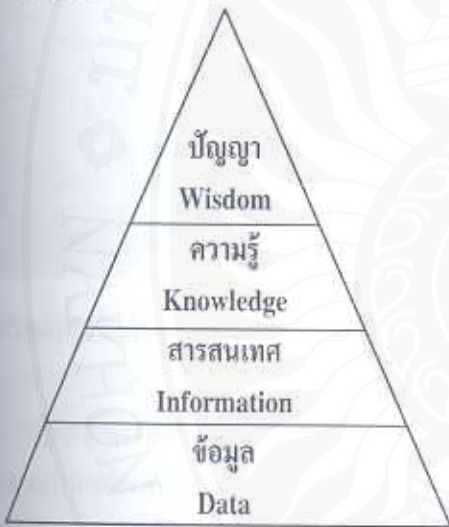 ปัญญา
Wisdom
ความรู้
Knowledge
สารสนเทศ
Information
ข้อมูล
Data